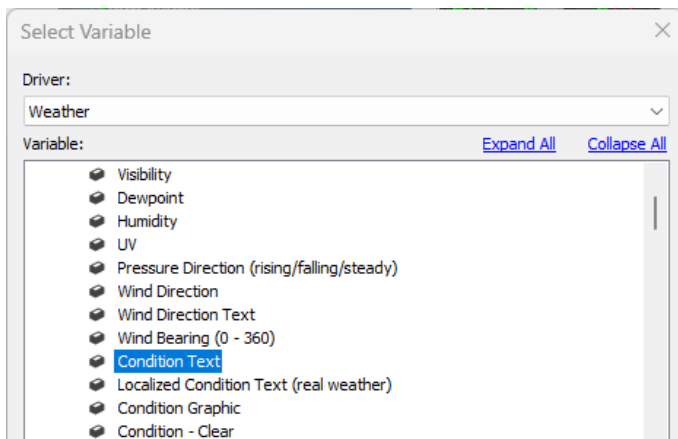 Select Variable
Driver:
Weather
Variable:
Expand All
Collapse All
Visibility
Dewpoint
Humidity
UV
Pressure Direction (rising/falling/steady)
Wind Direction
Wind Direction Text
Wind Bearing (0 - 360)
Condition Text
Localized Condition Text (real weather)
Condition Graphic
Condition - Clear